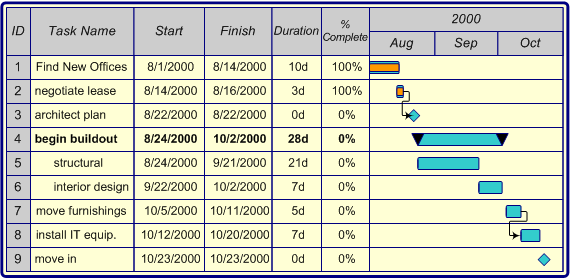 ID Task Name Start Finish Duration % Complete 2000
Aug Sep Oct
1 Find New Offices 8/1/2000 8/14/2000 10d 100%
2 negotiate lease 8/14/2000 8/16/2000 3d 100%
3 architect plan 8/22/2000 8/22/2000 0d 0%
4 begin buildout 8/24/2000 10/2/2000 28d 0%
5 structural 8/24/2000 9/21/2000 21d 0%
6 interior design 9/22/2000 10/2/2000 7d 0%
7 move furnishings 10/5/2000 10/11/2000 5d 0%
8 install IT equip. 10/12/2000 10/20/2000 7d 0%
9 move in 10/23/2000 10/23/2000 0d 0%